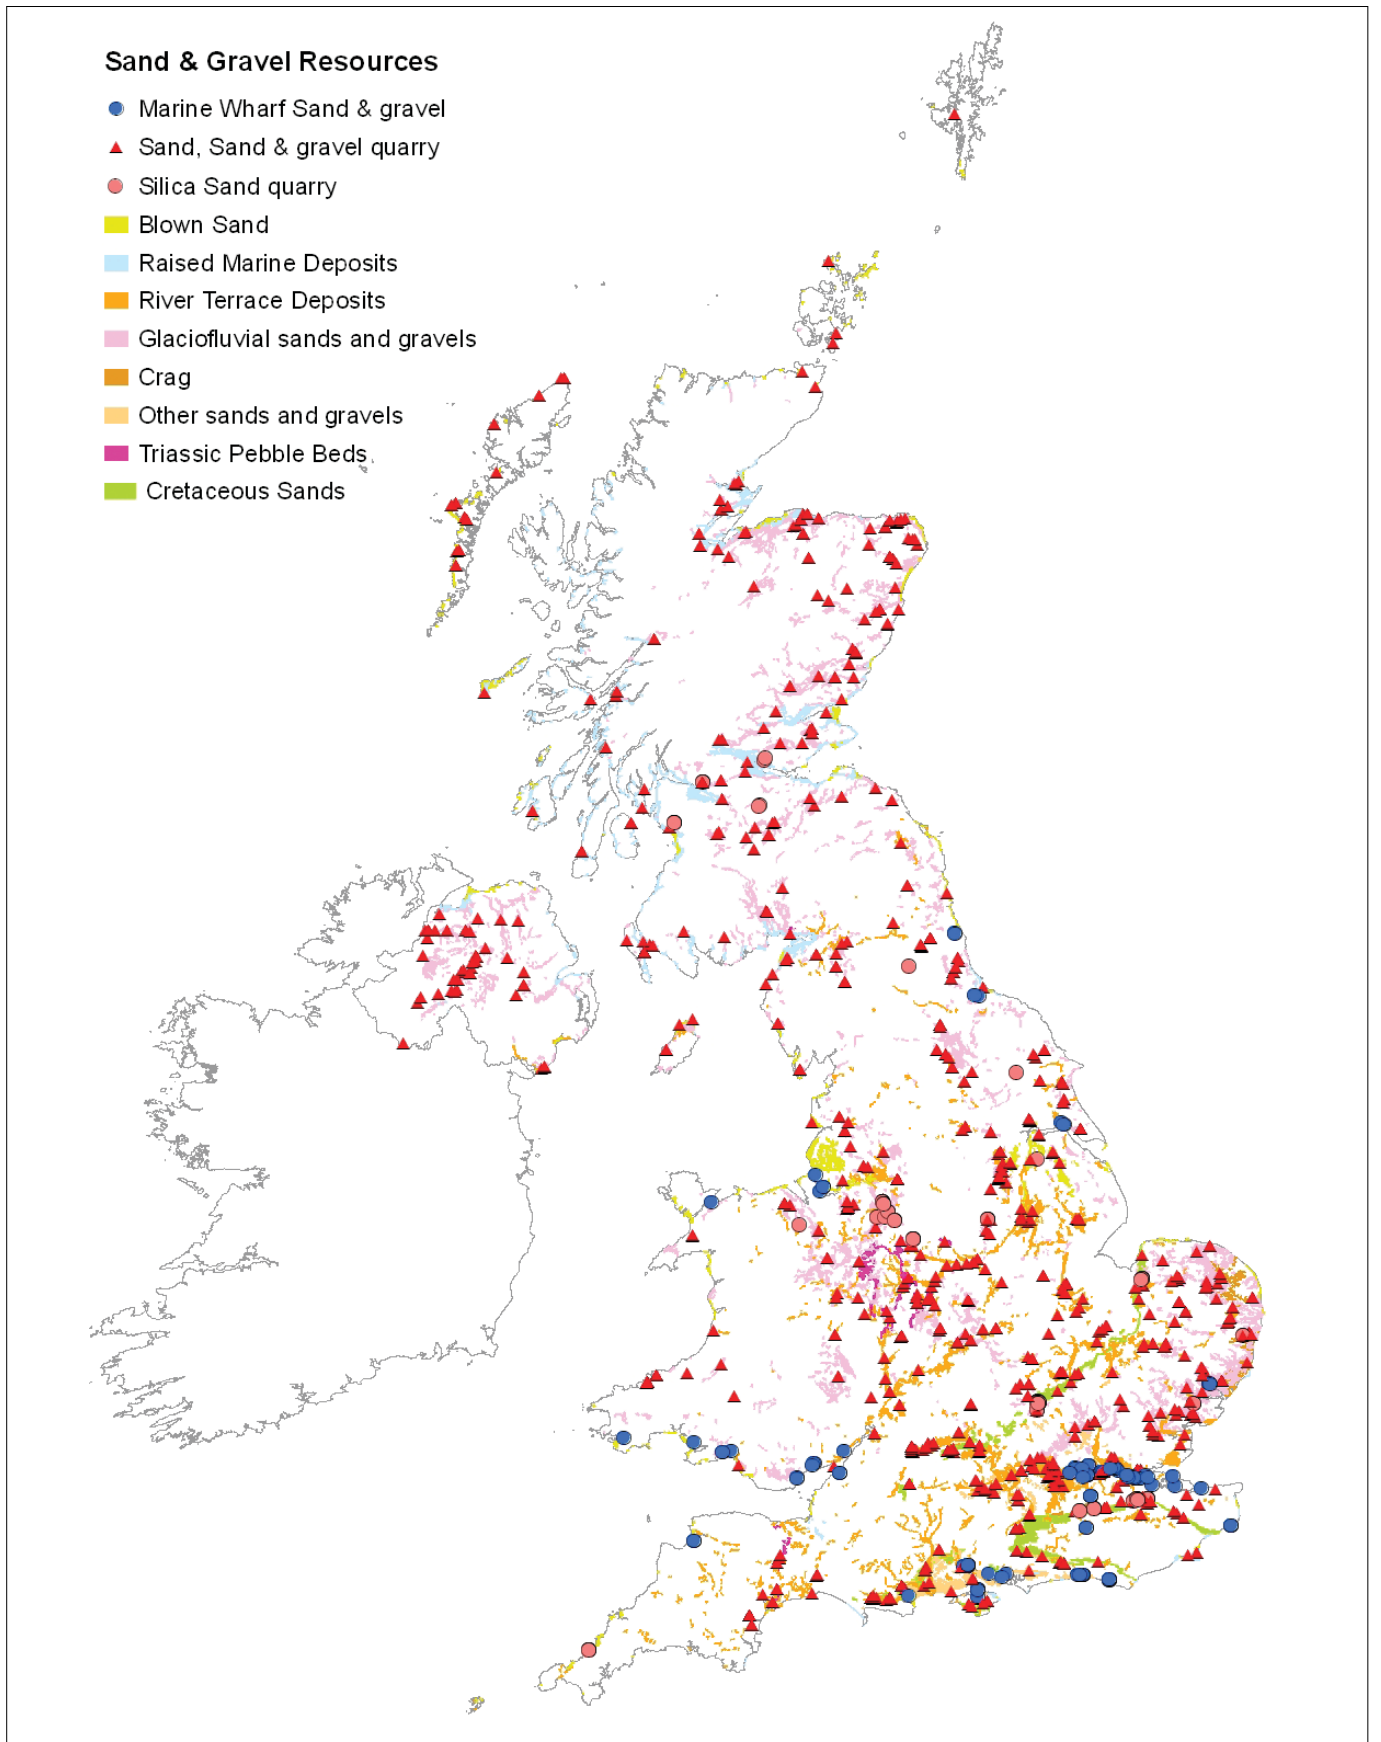 Sand & Gravel Resources
Marine Wharf Sand & gravel
Sand, Sand & gravel quarry
Silica Sand quarry
Blown Sand
Raised Marine Deposits
River Terrace Deposits
Glaciofluvial sands and gravels
Crag
Other sands and gravels
Triassic Pebble Beds
Cretaceous Sands